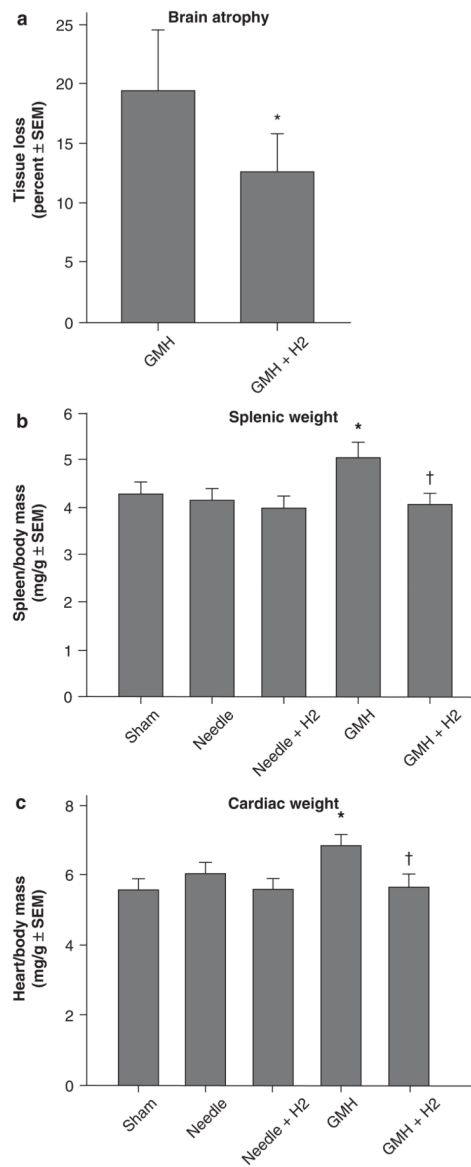 a
Brain atrophy
Tissue loss
(percent ± SEM)
25
20
15
10
5
0
*
GMH
GMH + H2
b
Splenic weight
Spleen/body mass
(mg/g ± SEM)
6
5
4
3
2
1
0
*
†
Sham
Needle
Needle + H2
GMH
GMH + H2
c
Cardiac weight
Heart/body mass
(mg/g ± SEM)
8
6
4
2
0
*
†
Sham
Needle
Needle + H2
GMH
GMH + H2